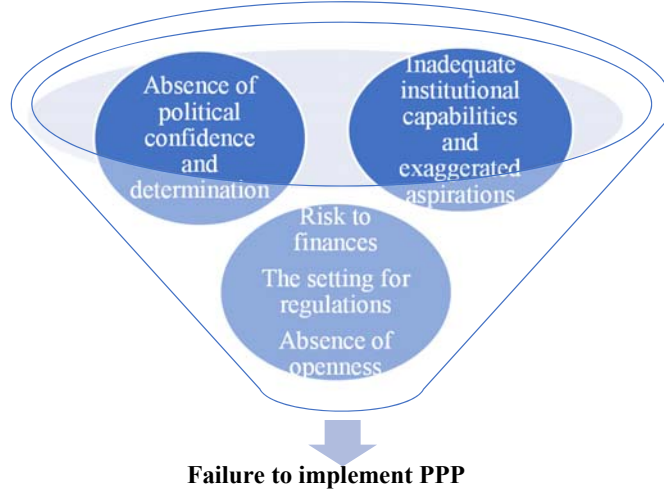 Absence of
political
confidence
and
determination
Inadequate
institutional
capabilities
and
exaggerated
aspirations
Risk to
finances
The setting for
regulations
Absence of
openness
Failure to implement PPP